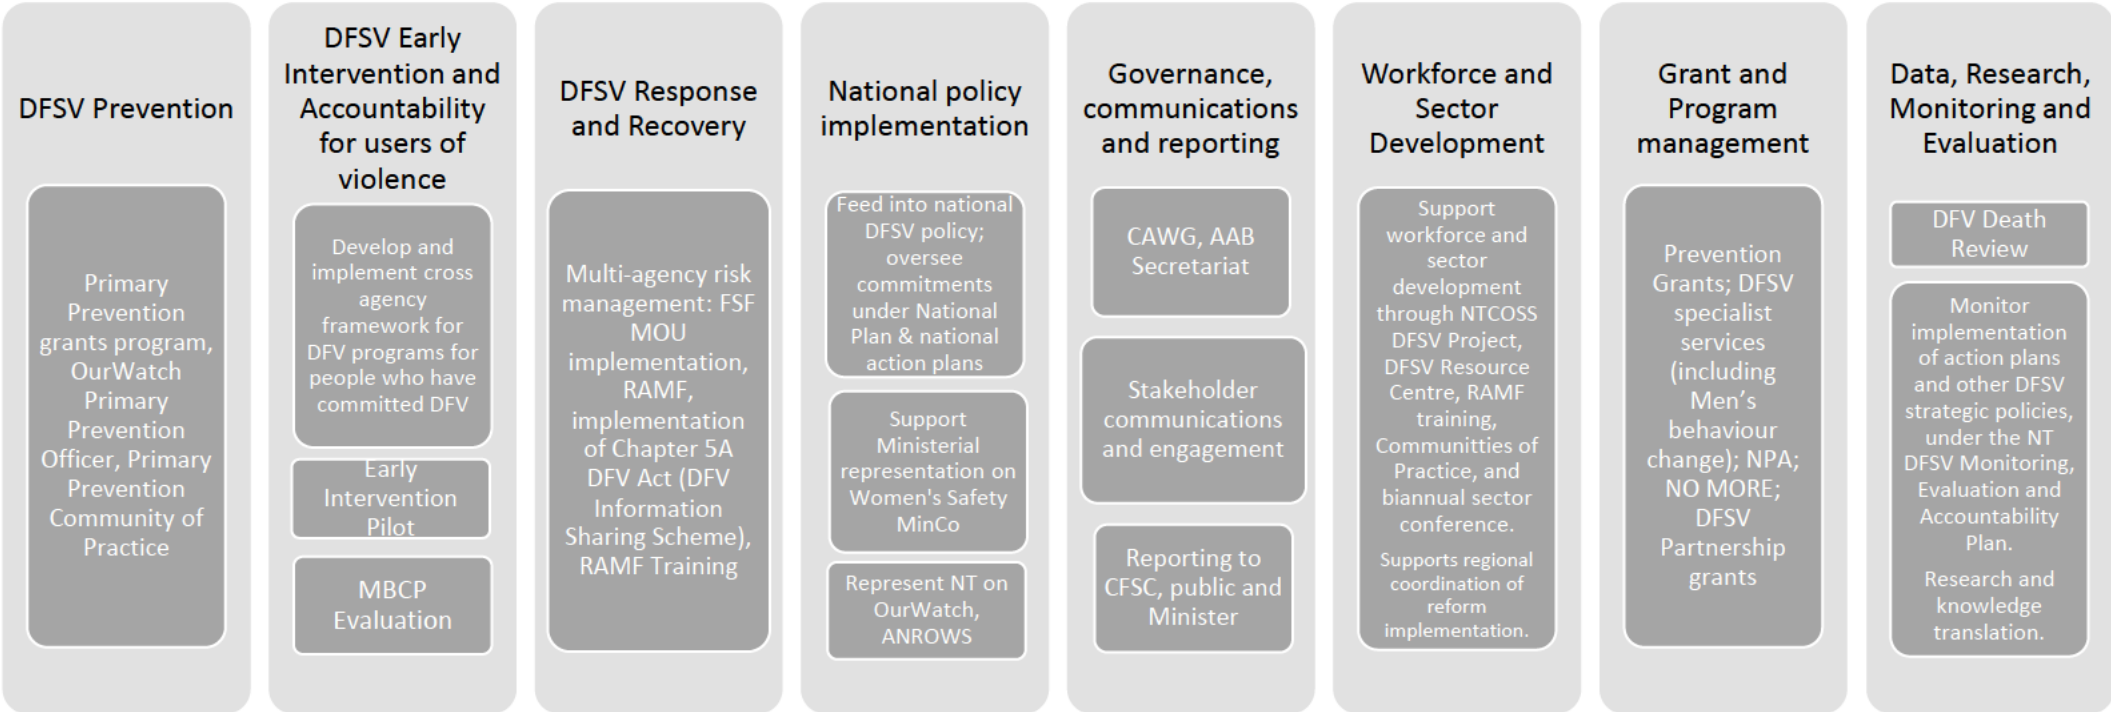 DFSV Prevention
Primary
Prevention
grants program,
OurWatch
Primary
Prevention
Officer, Primary
Prevention
Community of
Practice
DFSV Early
Intervention and
Accountability
for users of
violence
Develop and
implement cross
agency
framework for
DFV programs for
people who have
committed DFV
Early
Intervention
Pilot
MBCP
Evaluation
DFSV Response
and Recovery
Multi-agency risk
management: FSF
MOU
implementation,
RAMF,
implementation
of Chapter 5A
DFV Act (DFV
Information
Sharing Scheme),
RAMF Training
National policy
implementation
Feed into national
DFSV policy;
oversee
commitments
under National
Plan & national
action plans
Support
Ministerial
representation on
Women's Safety
MinCo
Represent NT on
OurWatch,
ANROWS
Governance,
communications
and reporting
CAWG, AAB
Secretariat
Stakeholder
communications
and engagement
Reporting to
CFSC, public and
Minister
Workforce and
Sector
Development
Support
workforce and
sector
development
through NTCOSS
DFSV Project,
DFSV Resource
Centre, RAMF
training,
Communitties of
Practice, and
biannual sector
conference.
Supports regional
coordination of
reform
implementation.
Grant and
Program
management
Prevention
Grants; DFSV
specialist
services
(including
Men’s
behaviour
change); NPA;
NO MORE;
DFSV
Partnership
grants
Data, Research,
Monitoring and
Evaluation
DFV Death
Review
Monitor
implementation
of action plans
and other DFSV
strategic policies,
under the NT
DFSV Monitoring,
Evaluation and
Accountability
Plan.
Research and
knowledge
translation.